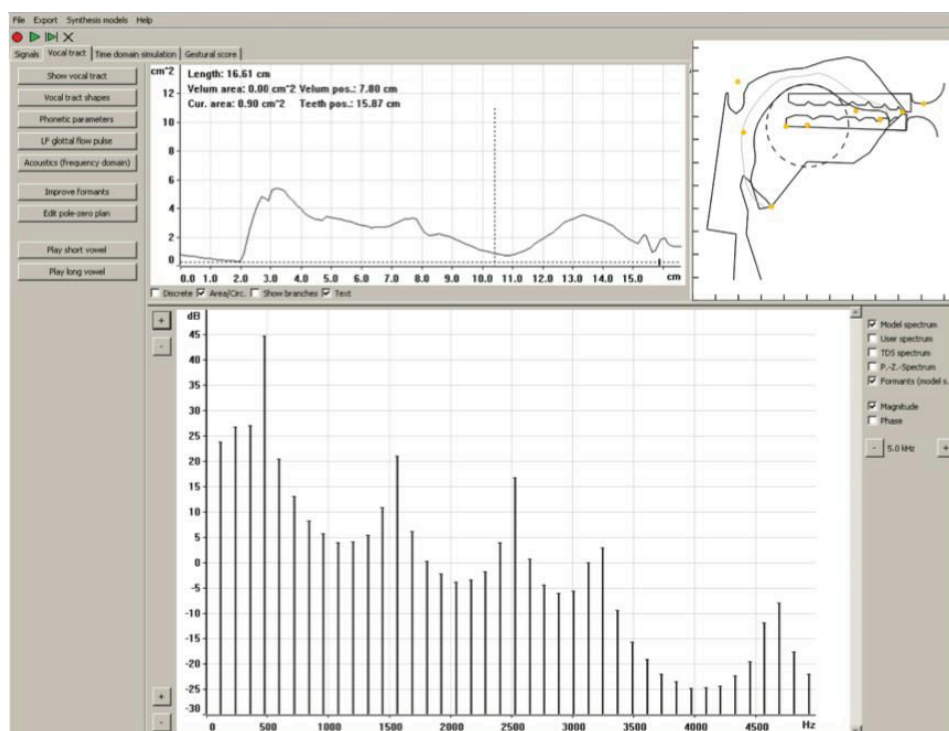 File Export Synthesis models Help
Signals Vocal tract Time domain simulation Gestural score
Show vocal tract
Vocal tract shapes
Phonetic parameters
LF glottal flow pulse
Acoustics (frequency domain)
Improve formants
Edit pole-zero plan
Play short vowel
Play long vowel
cm^2
Length: 16.61 cm
Velum area: 0.00 cm^2 Velum pos.: 7.80 cm
Cur. area: 0.90 cm^2 Teeth pos.: 15.87 cm
12
10
8
6
4
2
0
0.0 1.0 2.0 3.0 4.0 5.0 6.0 7.0 8.0 9.0 10.0 11.0 12.0 13.0 14.0 15.0 cm
Discrete Area/Circ. Show branches Text
+
-
dB
45
40
35
30
25
20
15
10
5
0
-5
-10
-15
-20
-25
-30
0 500 1000 1500 2000 2500 3000 3500 4000 4500 Hz
+
-
Model spectrum
User spectrum
TDS spectrum
P.-Z.-Spectrum
Formants (model s.
Magnitude
Phase
- 5.0 kHz +